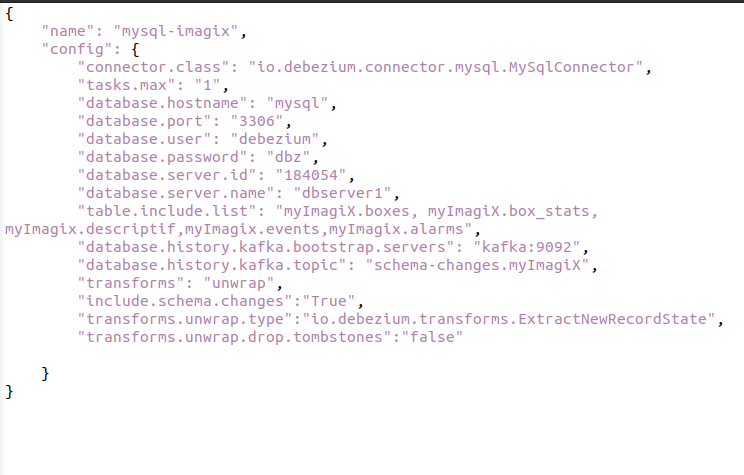 {
    "name": "mysql-imagix",
    "config": {
        "connector.class": "io.debezium.connector.mysql.MySqlConnector",
        "tasks.max": "1",
        "database.hostname": "mysql",
        "database.port": "3306",
        "database.user": "debezium",
        "database.password": "dbz",
        "database.server.id": "184054",
        "database.server.name": "dbserver1",
        "table.include.list": "myImagiX.boxes, myImagiX.box_stats,
myImagix.descriptif,myImagix.events,myImagix.alarms",
        "database.history.kafka.bootstrap.servers": "kafka:9092",
        "database.history.kafka.topic": "schema-changes.myImagiX",
        "transforms": "unwrap",
        "include.schema.changes":"True",
        "transforms.unwrap.type":"io.debezium.transforms.ExtractNewRecordState",
        "transforms.unwrap.drop.tombstones":"false"
    }
}